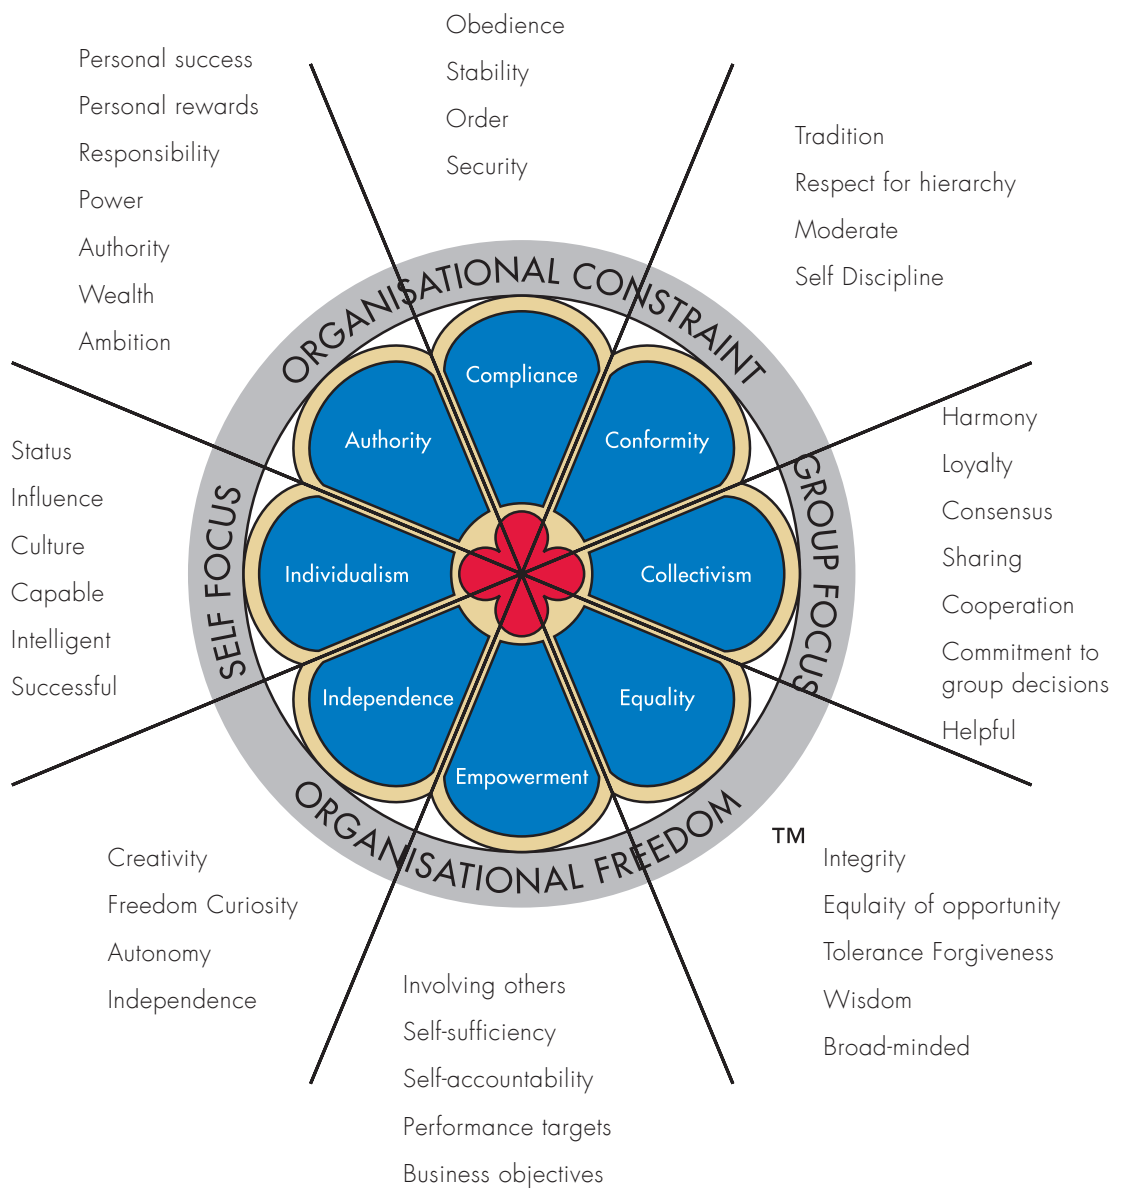 Obedience
Stability
Order
Security
Personal success
Personal rewards
Responsibility
Power
Authority
Wealth
Ambition
Tradition
Respect for hierarchy
Moderate
Self Discipline
ORGANISATIONAL CONSTRAINT
Compliance
Authority
Conformity
Status
Influence
Culture
Capable
Intelligent
Successful
SELF FOCUS
Individualism
Collectivism
GROUP FOCUS
Harmony
Loyalty
Consensus
Sharing
Cooperation
Commitment to
group decisions
Helpful
Independence
Equality
Empowerment
ORGANISATIONAL FREEDOM
TM
Creativity
Freedom Curiosity
Autonomy
Independence
Involving others
Self-sufficiency
Self-accountability
Performance targets
Business objectives
Integrity
Equlaity of opportunity
Tolerance Forgiveness
Wisdom
Broad-minded